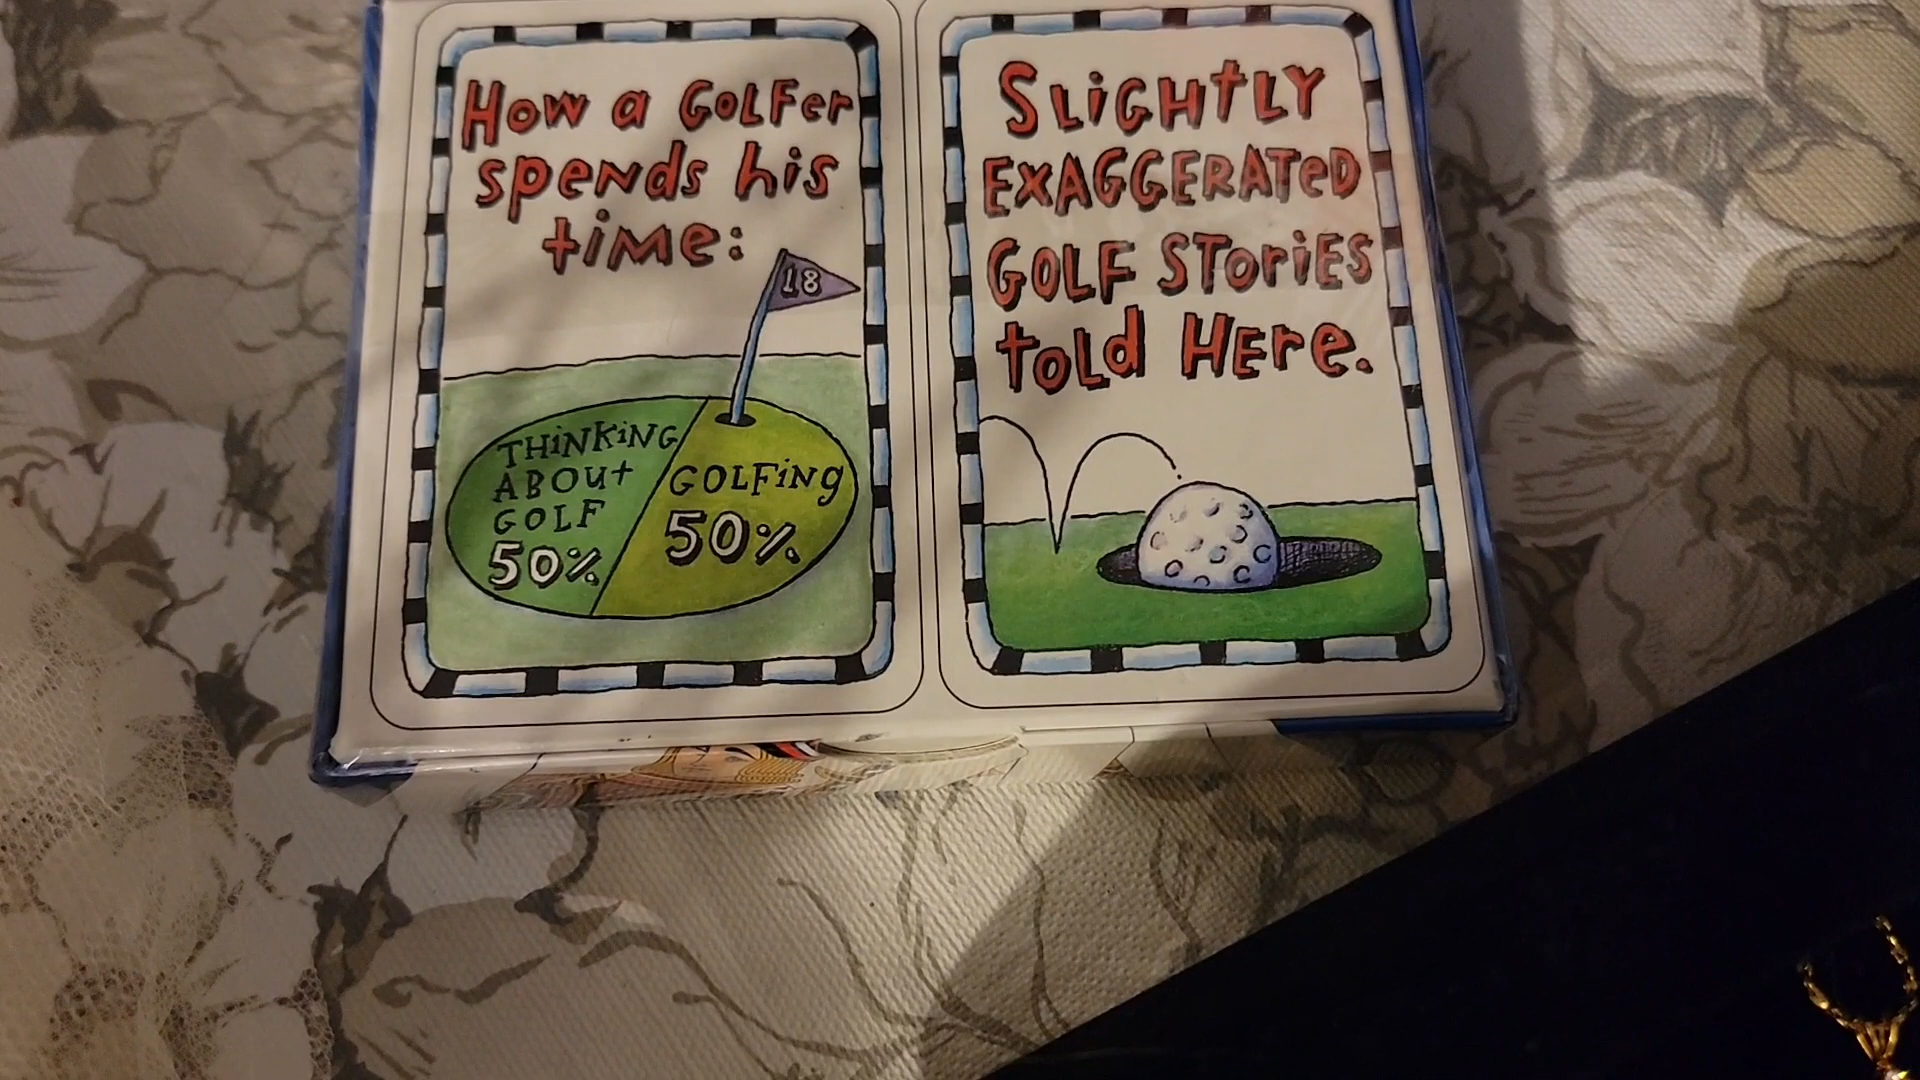 How a GoLFer
spends his
time:
18
THiNKiNG
ABOUt
GOLF
50%
GOLFiNg
50%
SLiGHtLY
EXAGGERATeD
GOLF STOriES
told HEre.